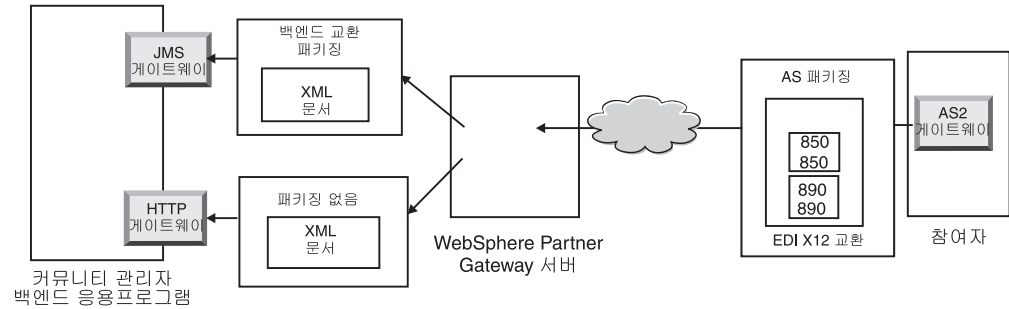 JMS
게이트웨이
백엔드 교환
패키징
XML
문서
HTTP
게이트웨이
패키징 없음
XML
문서
커뮤니티 관리자
백엔드 응용프로그램
WebSphere Partner
Gateway 서버
AS 패키징
850
850
890
890
EDI X12 교환
AS2
게이트웨이
참여자